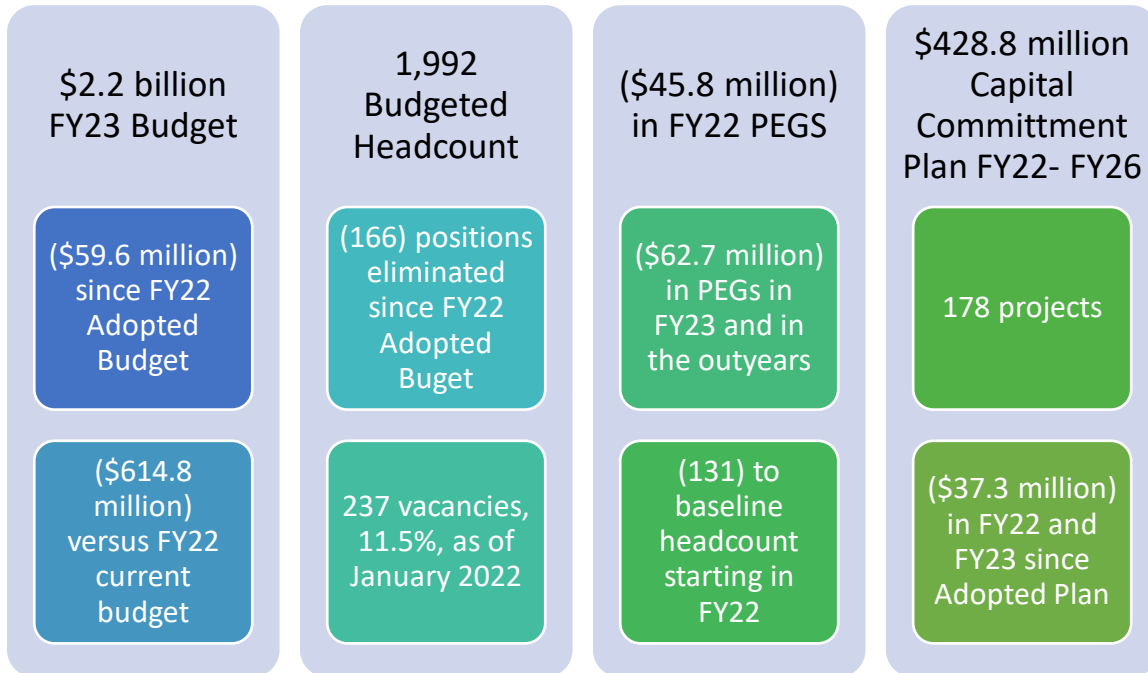 $2.2 billion
FY23 Budget
($59.6 million)
since FY22
Adopted
Budget
($614.8
million)
versus FY22
current
budget
1,992
Budgeted
Headcount
(166) positions
eliminated
since FY22
Adopted
Buget
237 vacancies,
11.5%, as of
January 2022
($45.8 million)
in FY22 PEGS
($62.7 million)
in PEGs in
FY23 and in
the outyears
(131) to
baseline
headcount
starting in
FY22
$428.8 million
Capital
Committment
Plan FY22- FY26
178 projects
($37.3 million)
in FY22 and
FY23 since
Adopted Plan